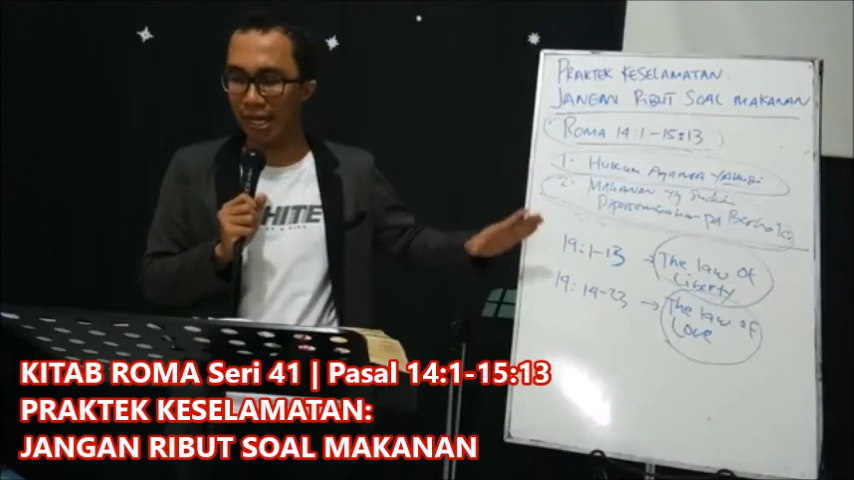 PRAKTEK KESELAMATAN.
JANGAN RIBUT SOAL MAKANAN
ROMA 14:1-15:13
1. HUKUM AgAMA YAHUDI
2. MAKANAN yg Sudah
Dipersembahkan pd Berhala
14:1-13 → The law OF Liberty
14:14-23 → The law OF Love
WHITE
KITAB ROMA Seri 41 | Pasal 14:1-15:13
PRAKTEK KESELAMATAN:
JANGAN RIBUT SOAL MAKANAN